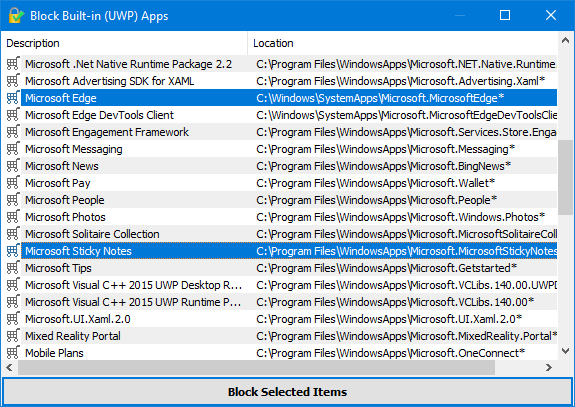 Block Built-in (UWP) Apps
Description Location
Microsoft .Net Native Runtime Package 2.2 C:\Program Files\WindowsApps\Microsoft.NET.Native.Runtime.
Microsoft Advertising SDK for XAML C:\Program Files\WindowsApps\Microsoft.Advertising.Xaml*
Microsoft Edge C:\Windows\SystemApps\Microsoft.MicrosoftEdge*
Microsoft Edge DevTools Client C:\Windows\SystemApps\Microsoft.MicrosoftEdgeDevToolsClie
Microsoft Engagement Framework C:\Program Files\WindowsApps\Microsoft.Services.Store.Enga
Microsoft Messaging C:\Program Files\WindowsApps\Microsoft.Messaging*
Microsoft News C:\Program Files\WindowsApps\Microsoft.BingNews*
Microsoft Pay C:\Program Files\WindowsApps\Microsoft.Wallet*
Microsoft People C:\Program Files\WindowsApps\Microsoft.People*
Microsoft Photos C:\Program Files\WindowsApps\Microsoft.Windows.Photos*
Microsoft Solitaire Collection C:\Program Files\WindowsApps\Microsoft.MicrosoftSolitaireColl
Microsoft Sticky Notes C:\Program Files\WindowsApps\Microsoft.MicrosoftStickyNotes
Microsoft Tips C:\Program Files\WindowsApps\Microsoft.Getstarted*
Microsoft Visual C++ 2015 UWP Desktop R... C:\Program Files\WindowsApps\Microsoft.VCLibs.140.00.UWPD
Microsoft Visual C++ 2015 UWP Runtime P... C:\Program Files\WindowsApps\Microsoft.VCLibs.140.00*
Microsoft.UI.Xaml.2.0 C:\Program Files\WindowsApps\Microsoft.UI.Xaml.2.0*
Mixed Reality Portal C:\Program Files\WindowsApps\Microsoft.MixedReality.Portal*
Mobile Plans C:\Program Files\WindowsApps\Microsoft.OneConnect*
Block Selected Items